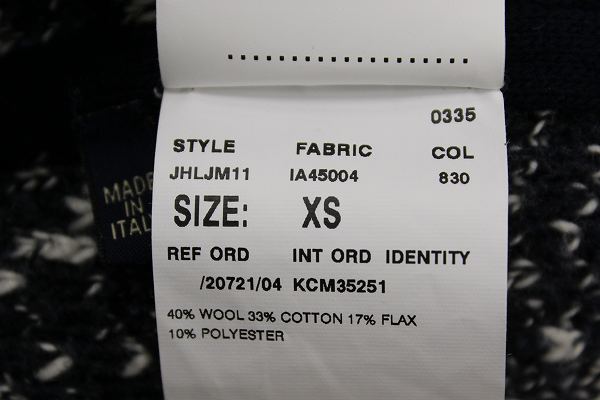 0335
STYLE FABRIC COL
JHLJM11 IA45004 830
SIZE: XS
REF ORD INT ORD IDENTITY
/20721/04 KCM35251
40% WOOL 33% COTTON 17% FLAX
10% POLYESTER
MADE
IN
ITAL